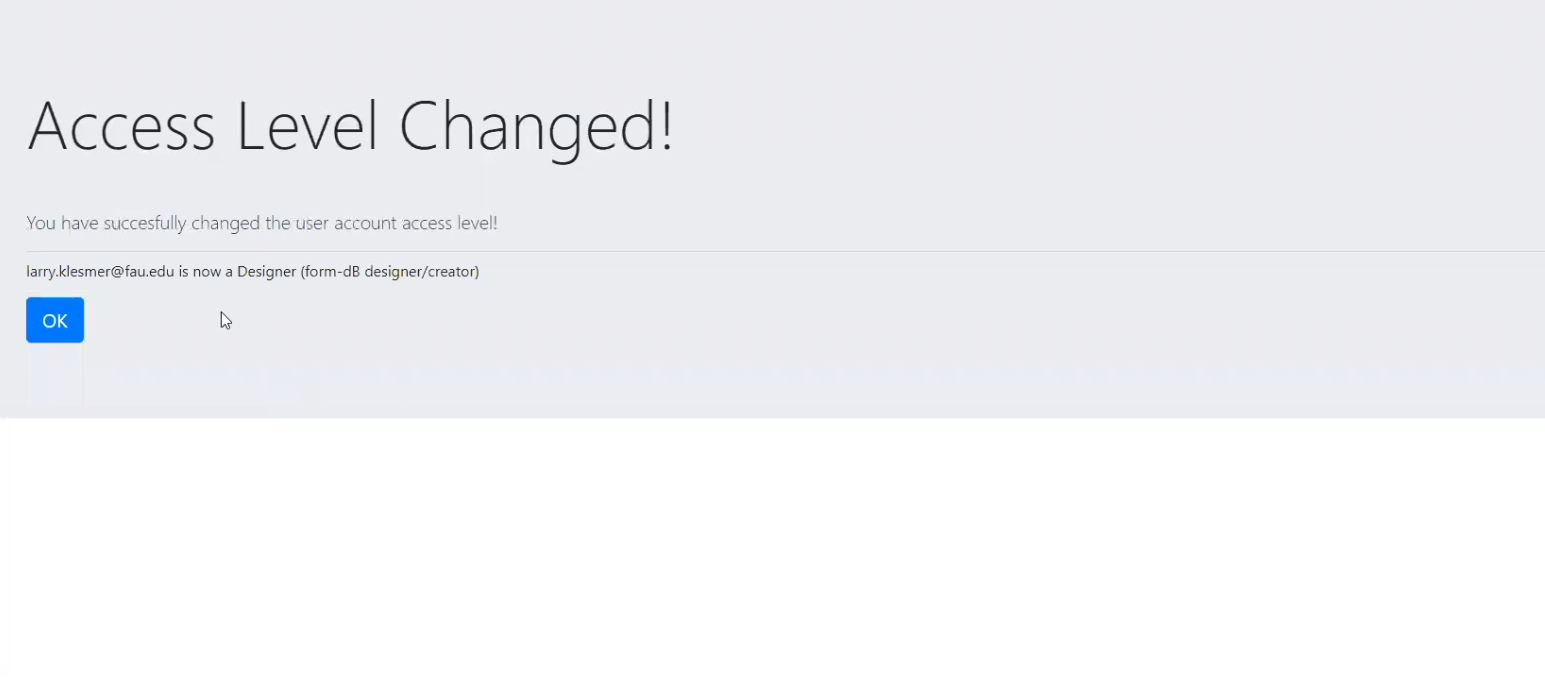 Access Level Changed!
You have succesfully changed the user account access level!
larry.klesmer@fau.edu is now a Designer (form-dB designer/creator)
OK